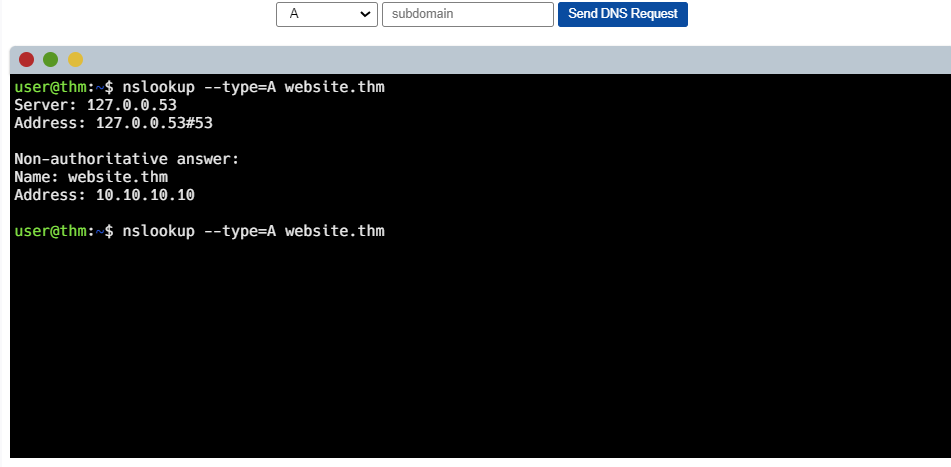 A subdomain Send DNS Request
user@thm:~$ nslookup --type=A website.thm
Server: 127.0.0.53
Address: 127.0.0.53#53
Non-authoritative answer:
Name: website.thm
Address: 10.10.10.10
user@thm:~$ nslookup --type=A website.thm